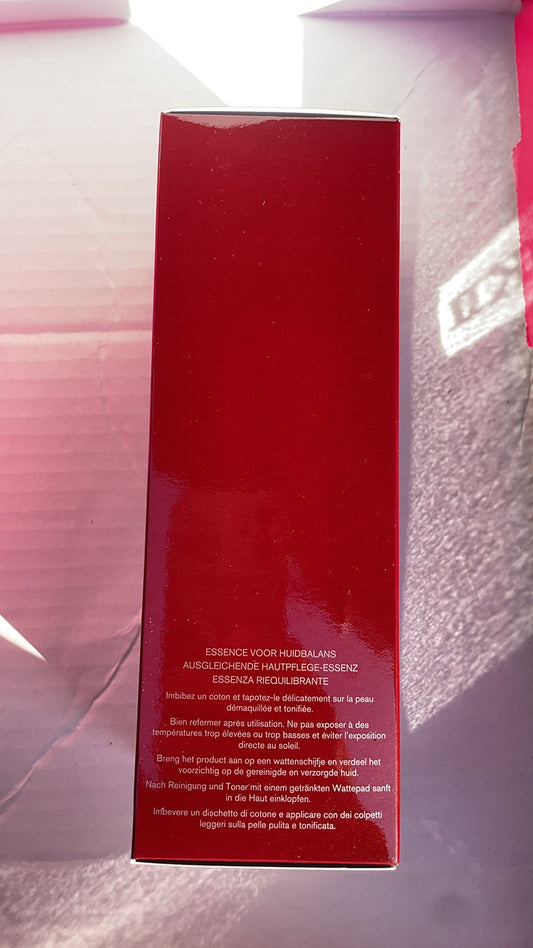 ESSENCE VOOR HUIDBALANS
AUSGLEICHENDE HAUTPFLEGE-ESSENZ
ESSENZA RIEQUILIBRANTE
Imbibez un coton et tapotez-le délicatement sur la peau
démaquillée et tonifiée.
Bien refermer après utilisation. Ne pas exposer à des
températures trop élevées ou trop basses et éviter l'exposition
directe au soleil.
Breng het product aan op een wattenschijfje en verdeel het
voorzichtig op de gereinigde en verzorgde huid.
Nach Reinigung und Toner mit einem getränkten Wattepad sanft
in die Haut einklopfen.
Imbevere un dischetto di cotone e applicare con dei colpetti
leggeri sulla pelle pulita e tonificata.